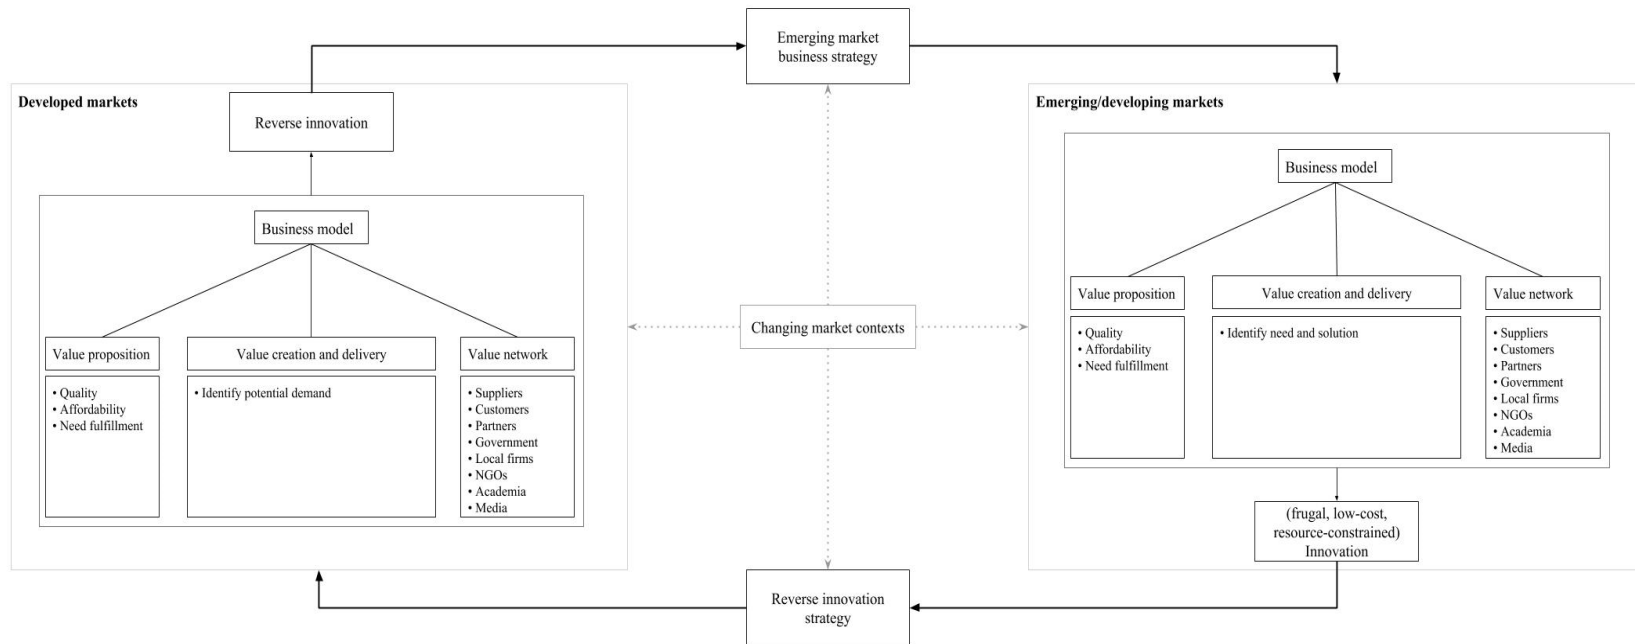 Emerging market
business strategy
Developed markets
Reverse innovation
Business model
Value proposition
Value creation and delivery
Value network
• Quality
• Affordability
• Need fulfillment
• Identify potential demand
• Suppliers
• Customers
• Partners
• Government
• Local firms
• NGOs
• Academia
• Media
Changing market contexts
Emerging/developing markets
Business model
Value proposition
Value creation and delivery
Value network
• Quality
• Affordability
• Need fulfillment
• Identify need and solution
• Suppliers
• Customers
• Partners
• Government
• Local firms
• NGOs
• Academia
• Media
(frugal, low-cost,
resource-constrained)
Innovation
Reverse innovation
strategy